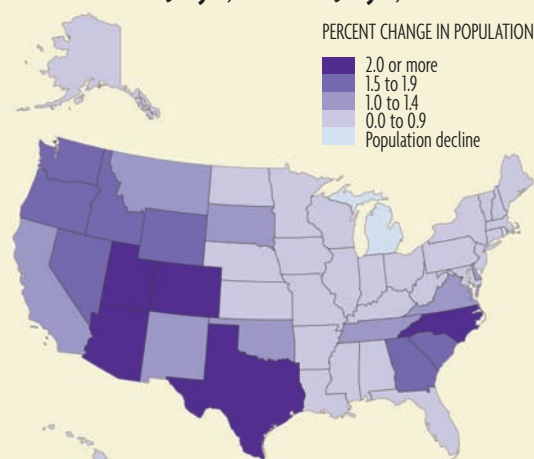 PERCENT CHANGE IN POPULATION
2.0 or more
1.5 to 1.9
1.0 to 1.4
0.0 to 0.9
Population decline